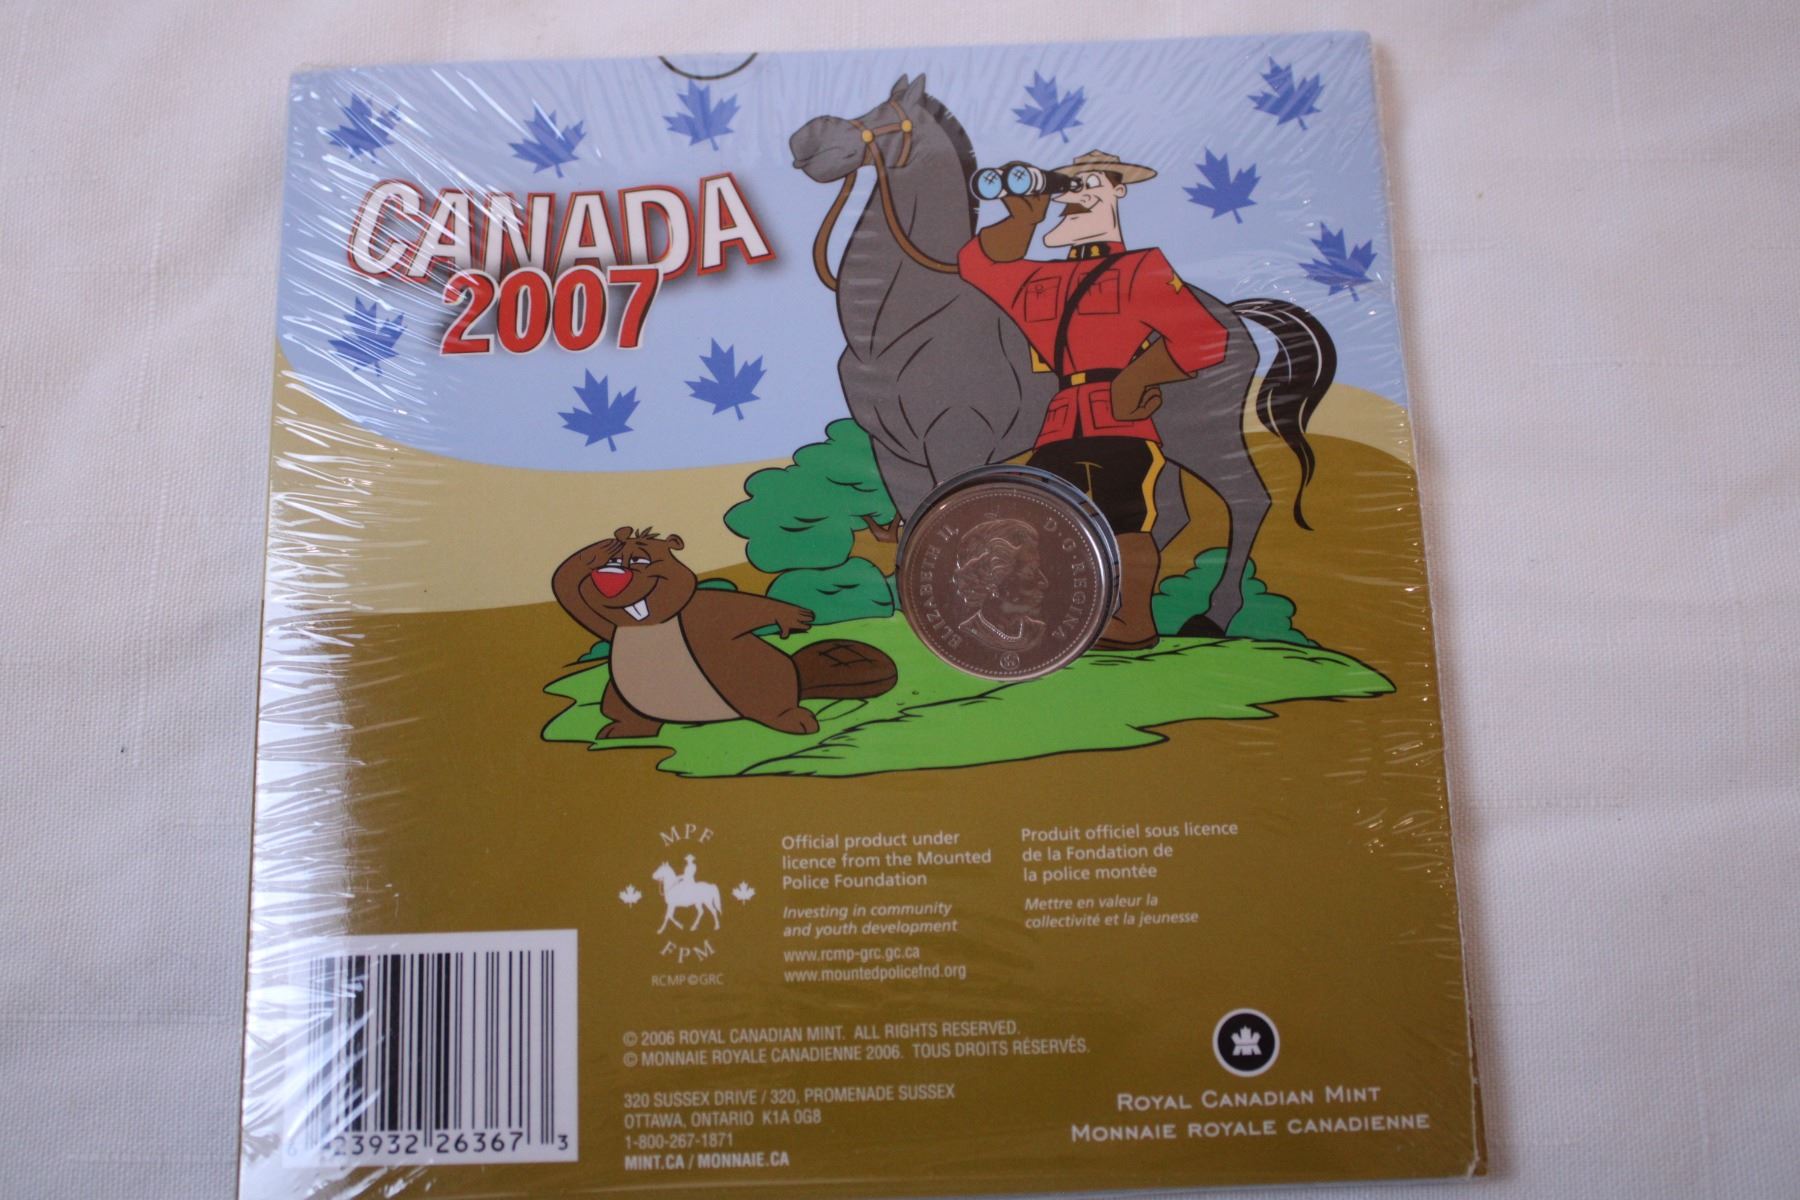 CANADA
2007
ELIZABETH II D·G·REGINA
MPF
FPM
RCMP©GRC
Official product under
licence from the Mounted
Police Foundation
Investing in community
and youth development
www.rcmp-grc.gc.ca
www.mountedpolicefnd.org
Produit officiel sous licence
de la Fondation de
la police montée
Mettre en valeur la
collectivité et la jeunesse
© 2006 ROYAL CANADIAN MINT. ALL RIGHTS RESERVED.
© MONNAIE ROYALE CANADIENNE 2006. TOUS DROITS RÉSERVÉS.
320 SUSSEX DRIVE / 320, PROMENADE SUSSEX
OTTAWA, ONTARIO K1A 0G8
1-800-267-1871
MINT.CA / MONNAIE.CA
6 23932 26367 3
ROYAL CANADIAN MINT
MONNAIE ROYALE CANADIENNE